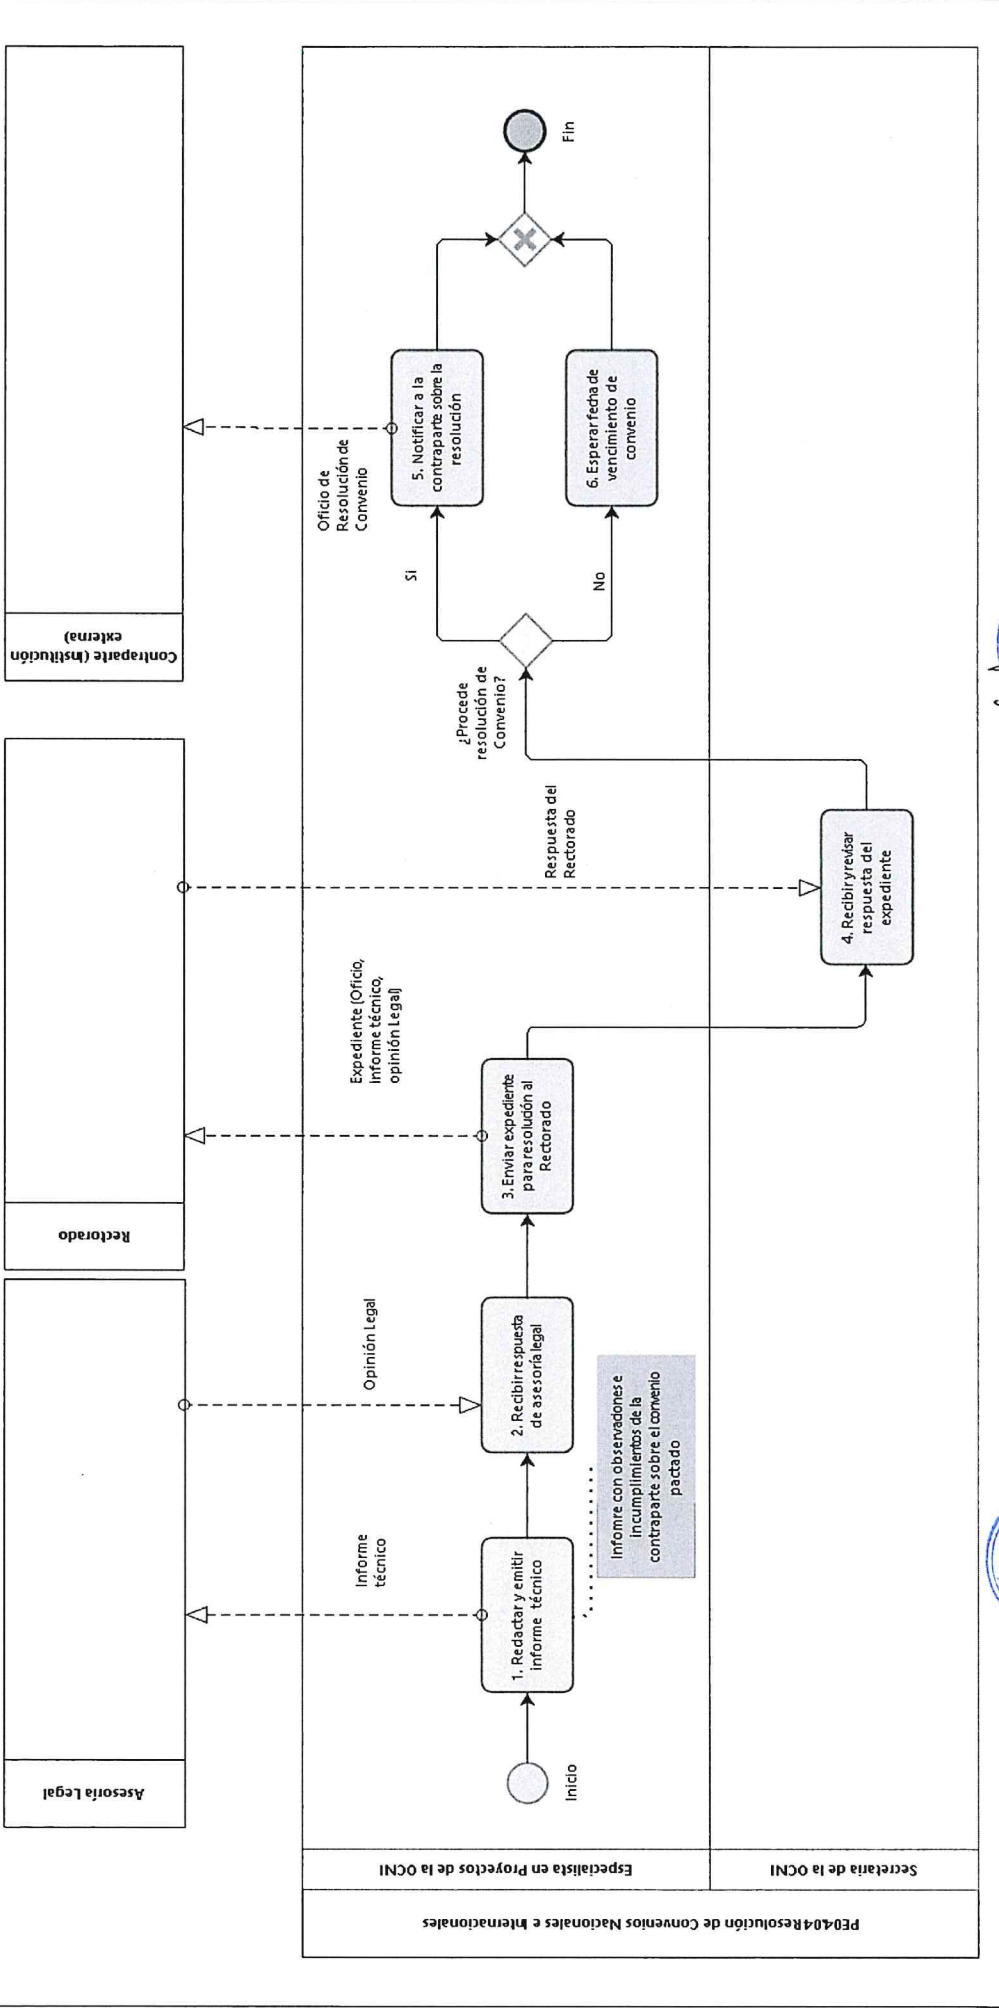 Asesoría Legal
Rectorado
Contraparte (Institución
externa)
PE0404 Resolución de Convenios Nacionales e Internacionales
Especialista en Proyectos de la OCNI
Secretaria de la OCNI
Inicio
1. Redactar y emitir
informe técnico
Informe
técnico
Infomre con observaciones e
incumplimientos de la
contraparte sobre el convenio
pactado
2. Recibir respuesta
de asesoría legal
Opinión Legal
3. Enviar expediente
para resolución al
Rectorado
Expediente (Oficio,
informe técnico,
opinión Legal)
4. Recibir y revisar
respuesta del
expediente
Respuesta del
Rectorado
¿Procede
resolución de
Convenio?
Si
No
5. Notificar a la
contraparte sobre la
resolución
Oficio de
Resolución de
Convenio
6. Esperar fecha de
vencimiento de
convenio
Fin